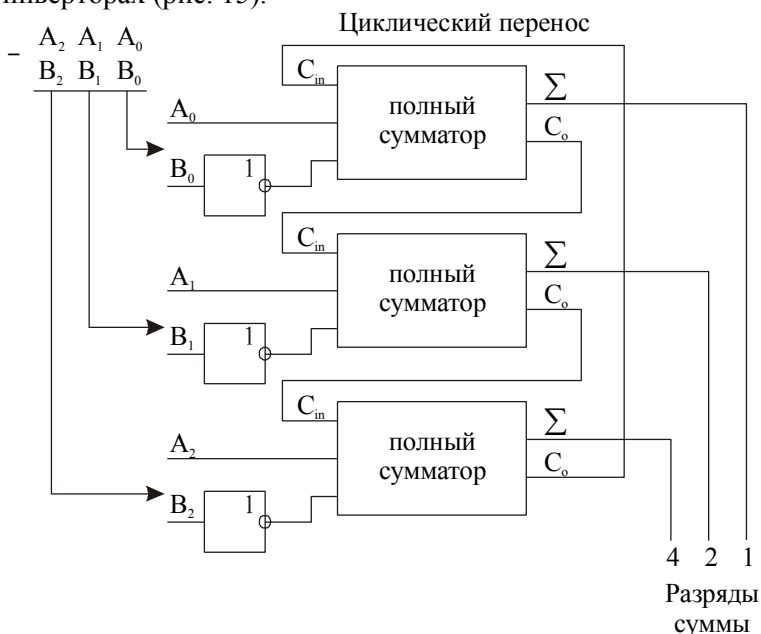 инверторах (рис. 15).
Циклический перенос
– A₂ A₁ A₀
B₂ B₁ B₀
Cᵢₙ
A₀
полный
сумматор
∑
Cₒ
B₀
1
Cᵢₙ
A₁
полный
сумматор
∑
Cₒ
B₁
1
Cᵢₙ
A₂
полный
сумматор
∑
Cₒ
B₂
1
4 2 1
Разряды
суммы